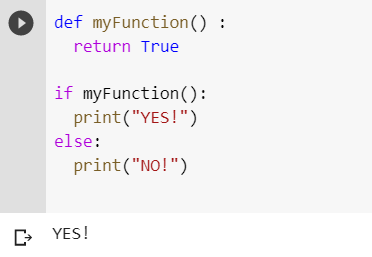 def myFunction() :
  return True

if myFunction():
  print("YES!")
else:
  print("NO!")
YES!